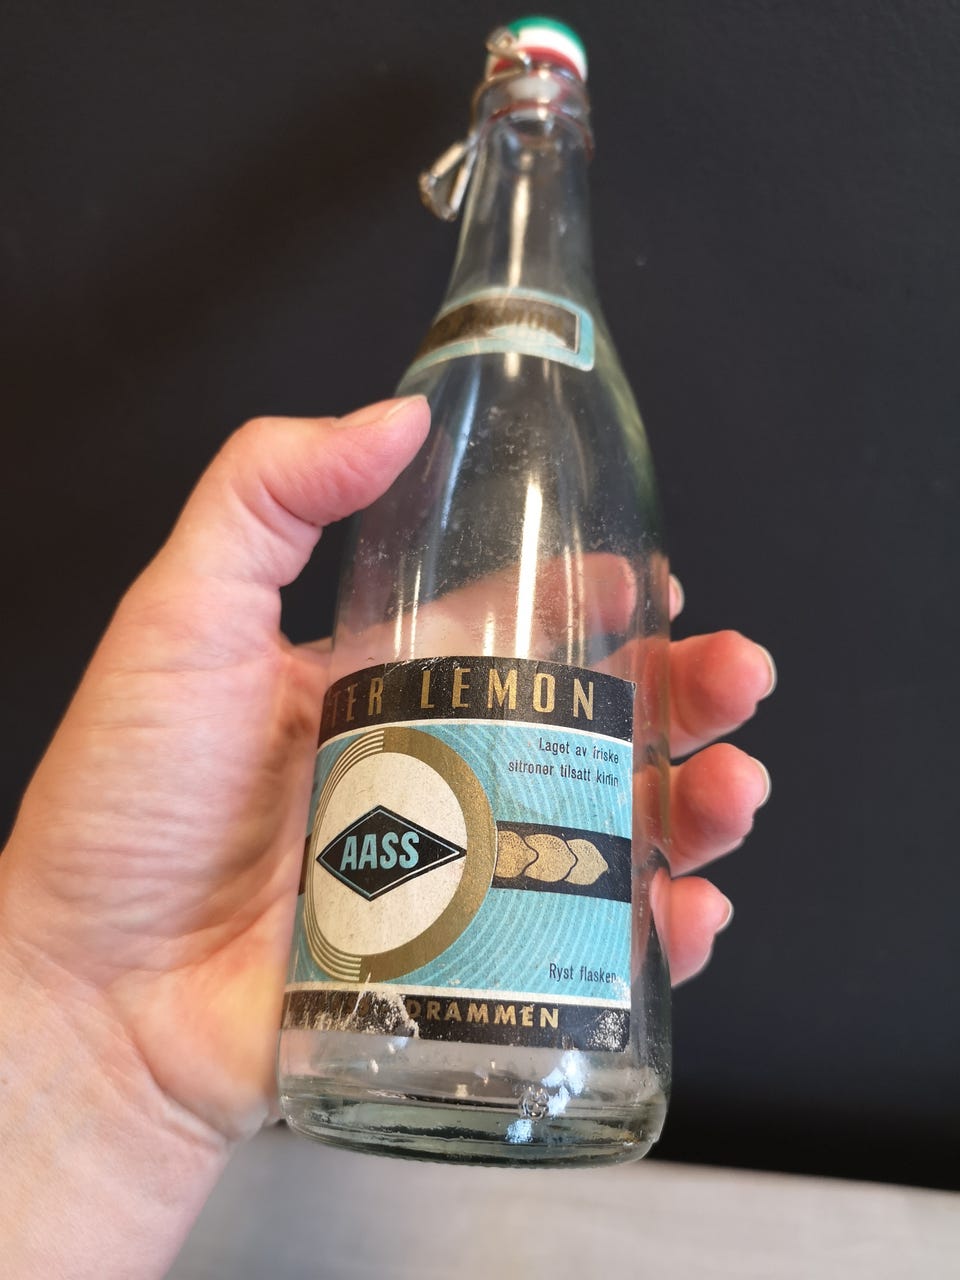 TER LEMON
Laget av friske
sitroner tilsatt kinin
AASS
Ryst flasken
DRAMMEN